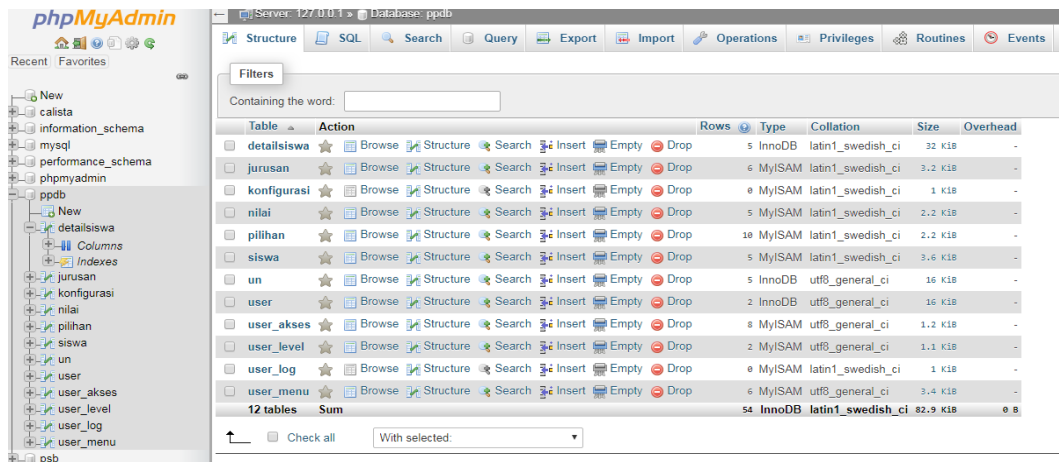 phpMyAdmin
Recent Favorites
New
calista
information_schema
mysql
performance_schema
phpmyadmin
ppdb
New
detailsiswa
Columns
Indexes
jurusan
konfigurasi
nilai
pilihan
siswa
un
user
user_akses
user_level
user_log
user_menu
psb
Server: 127.0.0.1 » Database: ppdb
Structure SQL Search Query Export Import Operations Privileges Routines Events
Filters
Containing the word:
Table Action Rows Type Collation Size Overhead
detailsiswa Browse Structure Search Insert Empty Drop 5 InnoDB latin1_swedish_ci 32 KiB -
jurusan Browse Structure Search Insert Empty Drop 6 MyISAM latin1_swedish_ci 3.2 KiB -
konfigurasi Browse Structure Search Insert Empty Drop 0 MyISAM latin1_swedish_ci 1 KiB -
nilai Browse Structure Search Insert Empty Drop 5 MyISAM latin1_swedish_ci 2.2 KiB -
pilihan Browse Structure Search Insert Empty Drop 10 MyISAM latin1_swedish_ci 2.2 KiB -
siswa Browse Structure Search Insert Empty Drop 5 MyISAM latin1_swedish_ci 3.6 KiB -
un Browse Structure Search Insert Empty Drop 5 InnoDB utf8_general_ci 16 KiB -
user Browse Structure Search Insert Empty Drop 2 InnoDB utf8_general_ci 16 KiB -
user_akses Browse Structure Search Insert Empty Drop 8 MyISAM utf8_general_ci 1.2 KiB -
user_level Browse Structure Search Insert Empty Drop 2 MyISAM utf8_general_ci 1.1 KiB -
user_log Browse Structure Search Insert Empty Drop 0 MyISAM latin1_swedish_ci 1 KiB -
user_menu Browse Structure Search Insert Empty Drop 6 MyISAM utf8_general_ci 3.4 KiB -
12 tables Sum 54 InnoDB latin1_swedish_ci 82.9 KiB 0 B
Check all With selected: